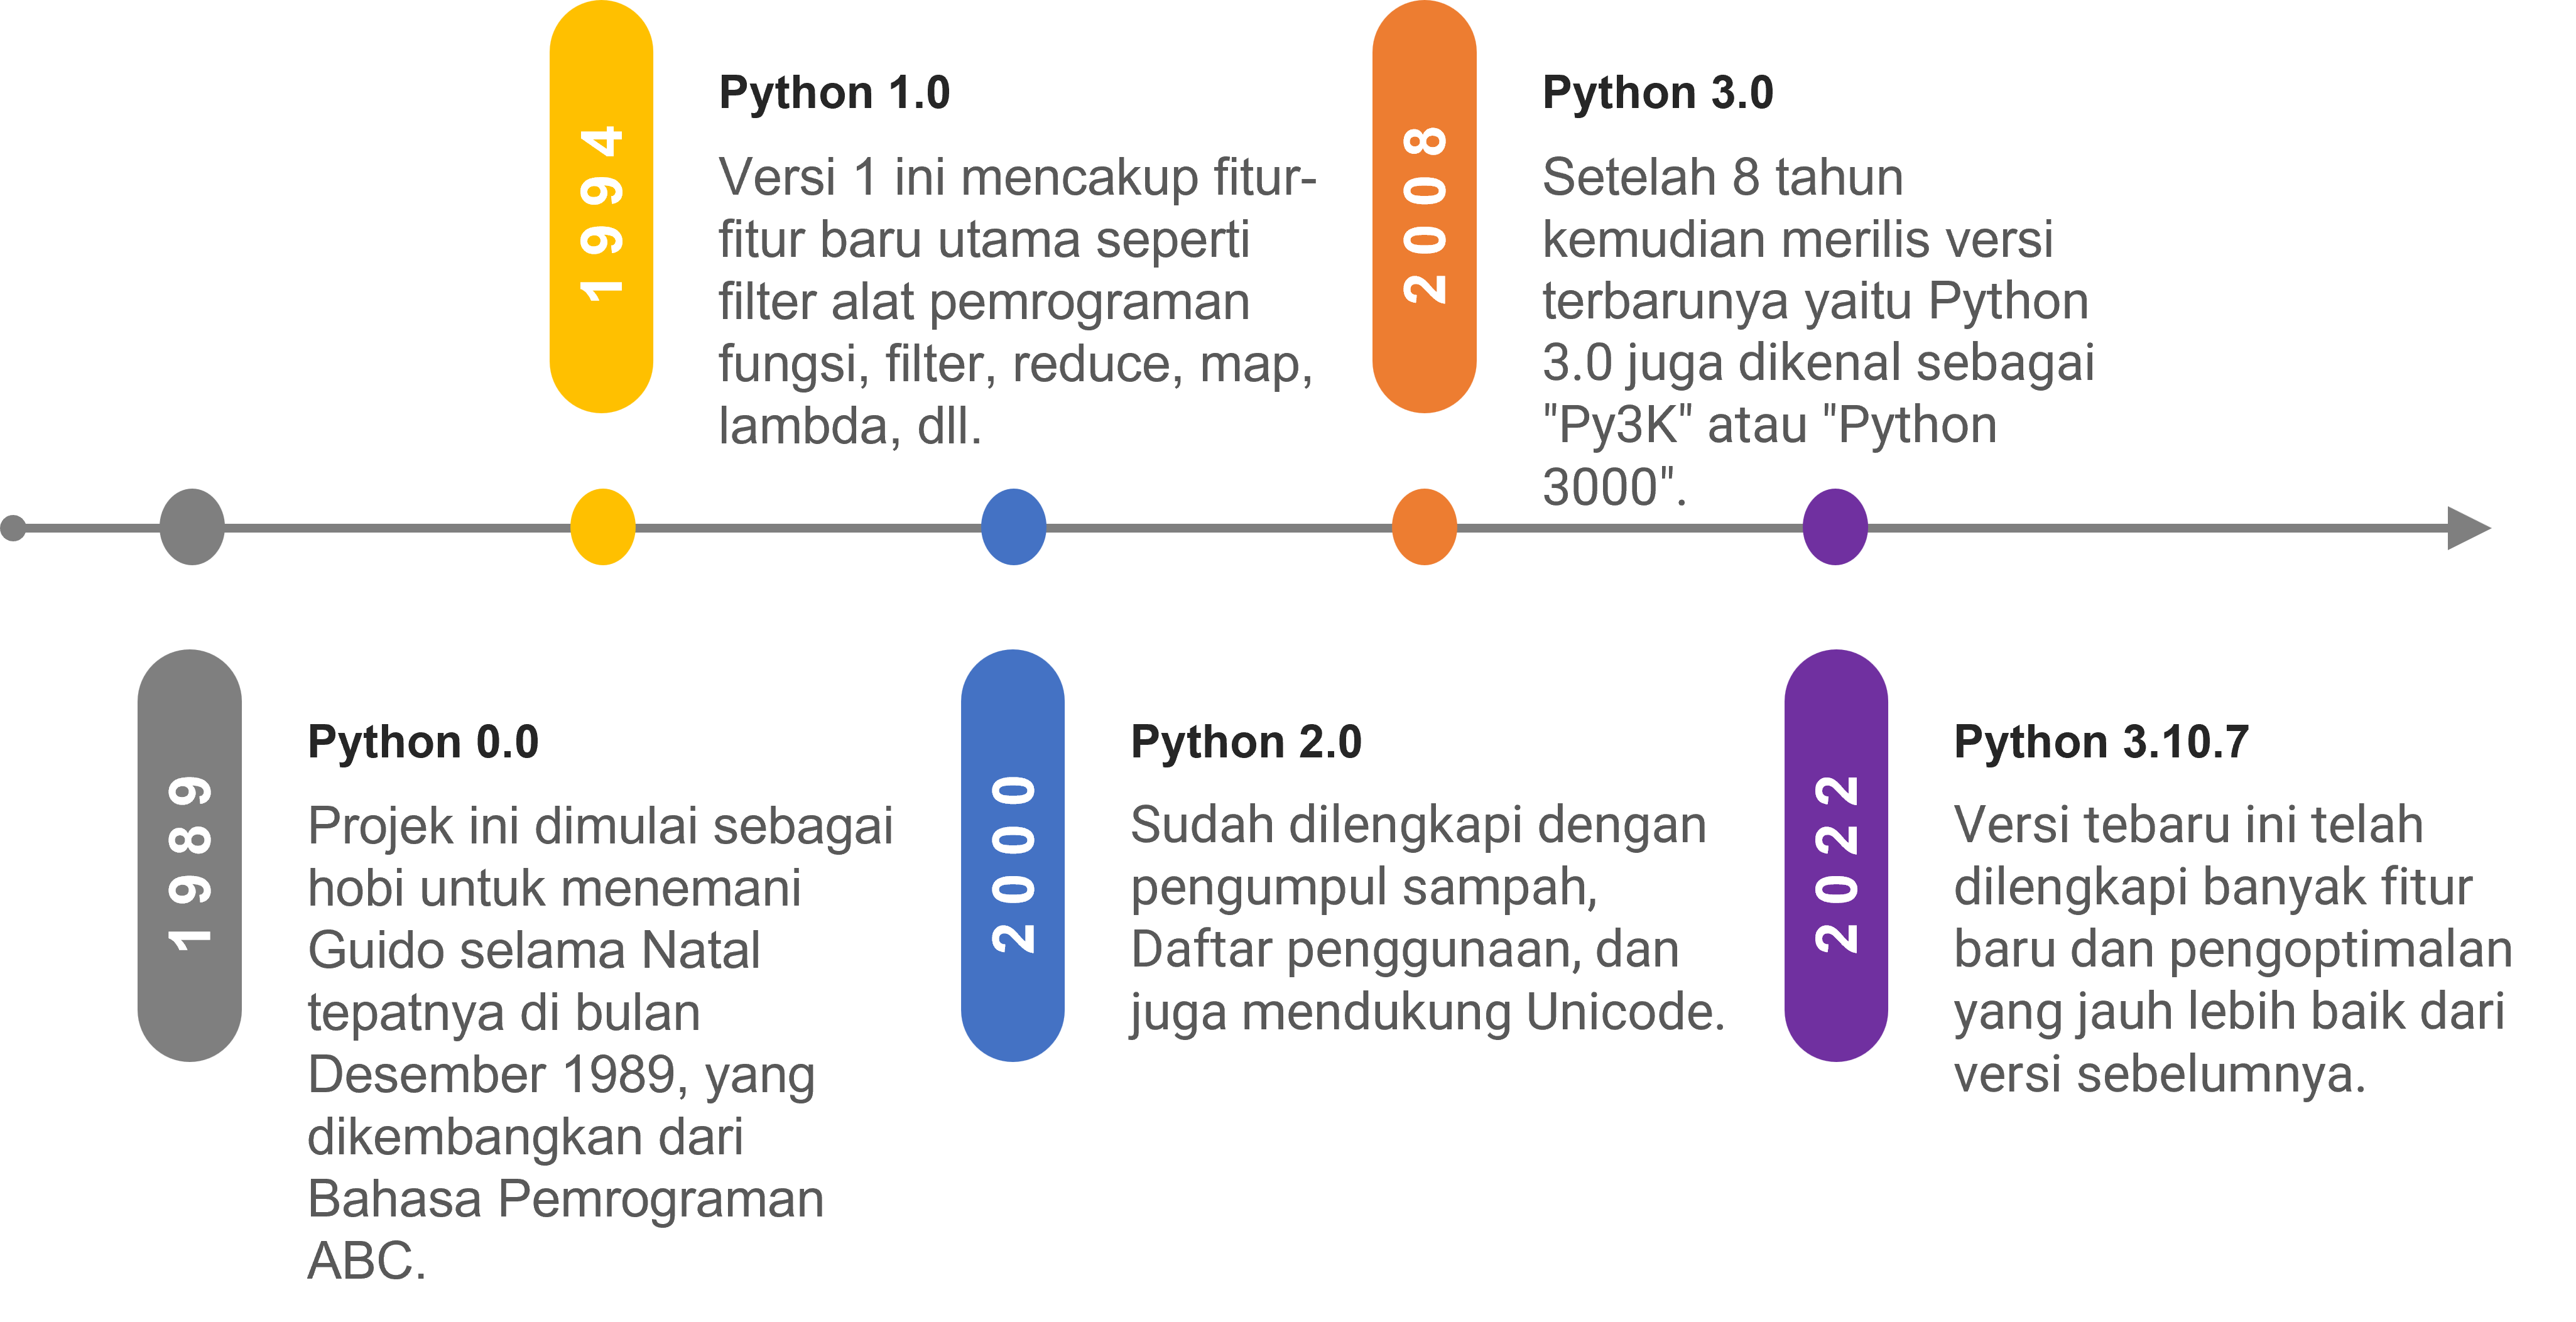 1994
Python 1.0
Versi 1 ini mencakup fitur-
fitur baru utama seperti
filter alat pemrograman
fungsi, filter, reduce, map,
lambda, dll.
2008
Python 3.0
Setelah 8 tahun
kemudian merilis versi
terbarunya yaitu Python
3.0 juga dikenal sebagai
"Py3K" atau "Python
3000".
1989
Python 0.0
Projek ini dimulai sebagai
hobi untuk menemani
Guido selama Natal
tepatnya di bulan
Desember 1989, yang
dikembangkan dari
Bahasa Pemrograman
ABC.
2000
Python 2.0
Sudah dilengkapi dengan
pengumpul sampah,
Daftar penggunaan, dan
juga mendukung Unicode.
2022
Python 3.10.7
Versi tebaru ini telah
dilengkapi banyak fitur
baru dan pengoptimalan
yang jauh lebih baik dari
versi sebelumnya.